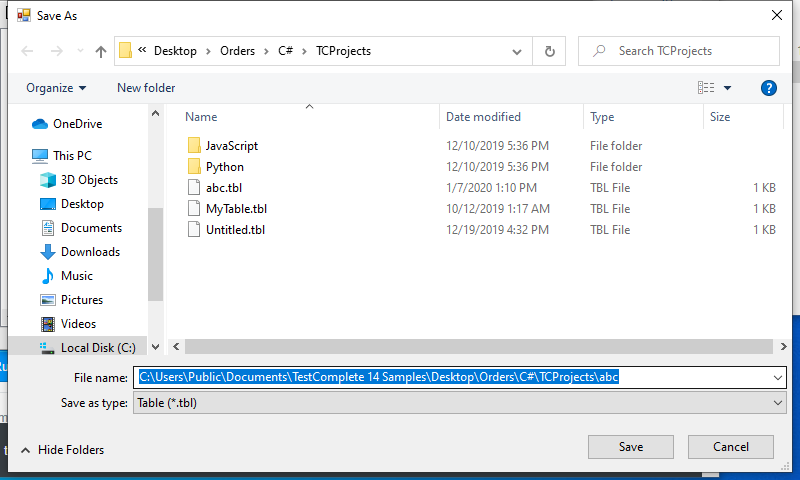 Save As
« Desktop > Orders > C# > TCProjects
Search TCProjects
Organize
New folder
?
Name Date modified Type Size
OneDrive
This PC
3D Objects
Desktop
Documents
Downloads
Music
Pictures
Videos
Local Disk (C:)
JavaScript 12/10/2019 5:36 PM File folder
Python 12/10/2019 5:36 PM File folder
abc.tbl 1/7/2020 1:10 PM TBL File 1 KB
MyTable.tbl 10/12/2019 1:17 AM TBL File 1 KB
Untitled.tbl 12/19/2019 4:32 PM TBL File 1 KB
File name: C:\Users\Public\Documents\TestComplete 14 Samples\Desktop\Orders\C#\TCProjects\abc
Save as type: Table (*.tbl)
Hide Folders
Save
Cancel